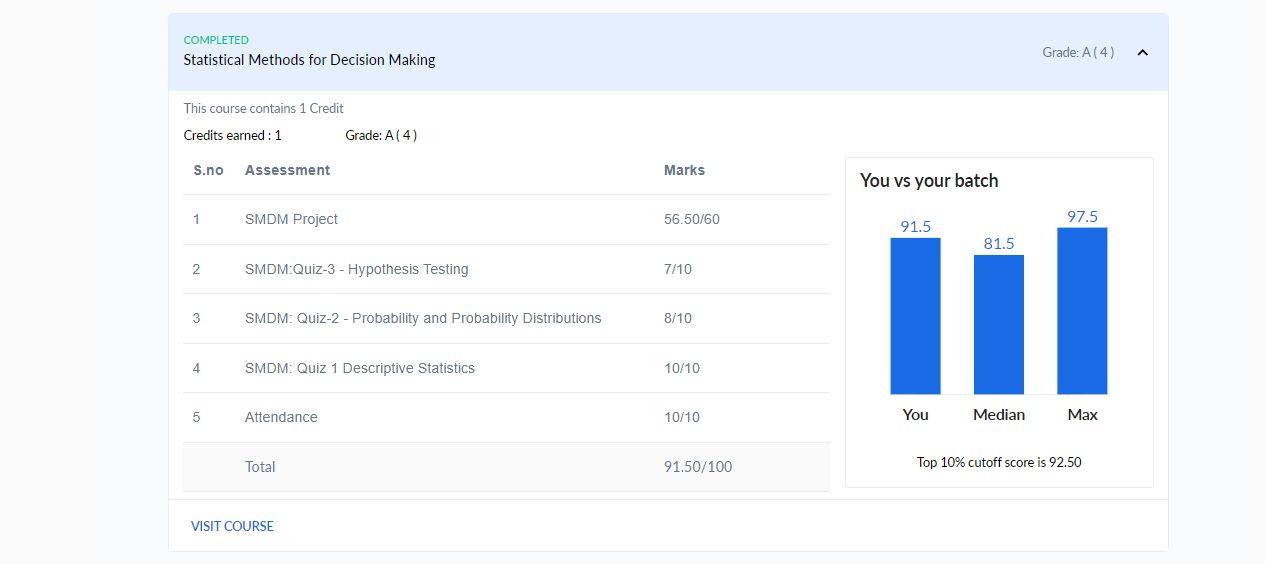 COMPLETED
Statistical Methods for Decision Making
Grade: A ( 4 )
This course contains 1 Credit
Credits earned : 1 Grade: A ( 4 )
S.no Assessment Marks
1 SMDM Project 56.50/60
2 SMDM:Quiz-3 - Hypothesis Testing 7/10
3 SMDM: Quiz-2 - Probability and Probability Distributions 8/10
4 SMDM: Quiz 1 Descriptive Statistics 10/10
5 Attendance 10/10
Total 91.50/100
You vs your batch
91.5 81.5 97.5
You Median Max
Top 10% cutoff score is 92.50
VISIT COURSE